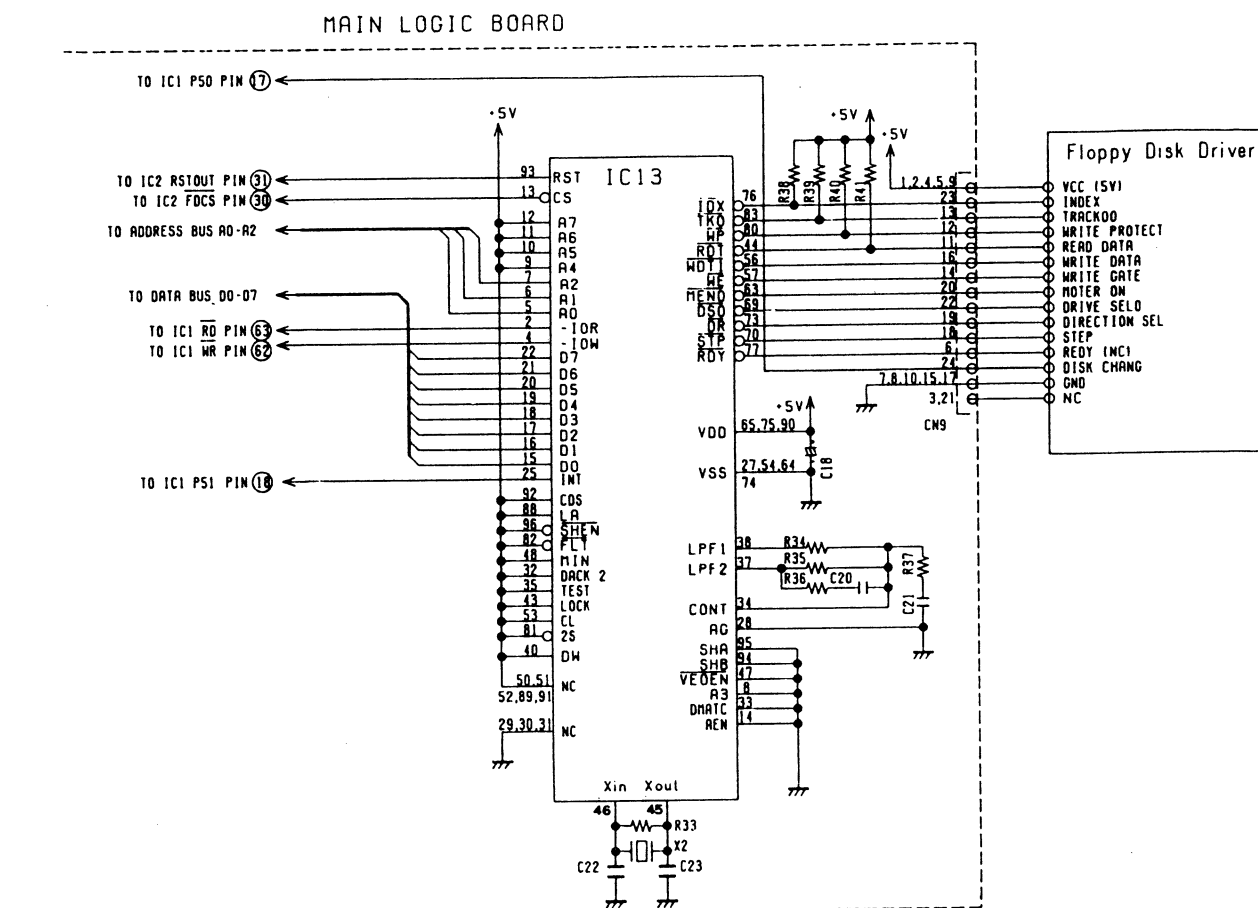 MAIN LOGIC BOARD
TO IC1 P50 PIN 17
TO IC2 RSTOUT PIN 31
TO IC2 FDCS PIN 30
TO ADDRESS BUS A0-A2
TO DATA BUS D0-D7
TO IC1 RD PIN 63
TO IC1 WR PIN 62
TO IC1 P51 PIN 18
+5V
IC13
93 RST
13 CS
12 A7
11 A6
10 A5
9 A4
7 A2
6 A1
5 A0
2 -IOR
4 -IOW
22 D7
21 D6
20 D5
19 D4
18 D3
17 D2
16 D1
15 D0
25 INT
92 CDS
88 LA
96 SHEN
82 FLT
48 MIN
32 DACK 2
35 TEST
43 LOCK
53 CL
81 2S
40 DW
50,51 NC
52,89,91
29,30,31 NC
Xin Xout
46 45
R33
X2
C22 C23
IDX 76
TK0 83
WP 80
RDT 44
WDT1 56
WE 57
MEN0 63
DS0 69
DR 73
STP 70
RDY 77
VDD 65,75,90
VSS 27,54,64
74
+5V
C18
LPF1 38
LPF2 37
CONT 34
AG 28
SHA 95
SHB 94
VEOEN 47
A3 8
DMATC 33
AEN 14
R34
R35
R36 C20
R37
C21
+5V
+5V
R38
R39
R40
R41
Floppy Disk Driver
1,2,4,5,9 VCC (5V)
23 INDEX
13 TRACK00
12 WRITE PROTECT
11 READ DATA
16 WRITE DATA
14 WRITE GATE
20 MOTER ON
22 DRIVE SEL0
19 DIRECTION SEL
18 STEP
6 REDY (NC)
24 DISK CHANG
7,8,10,15,17 GND
3,21 NC
CN9